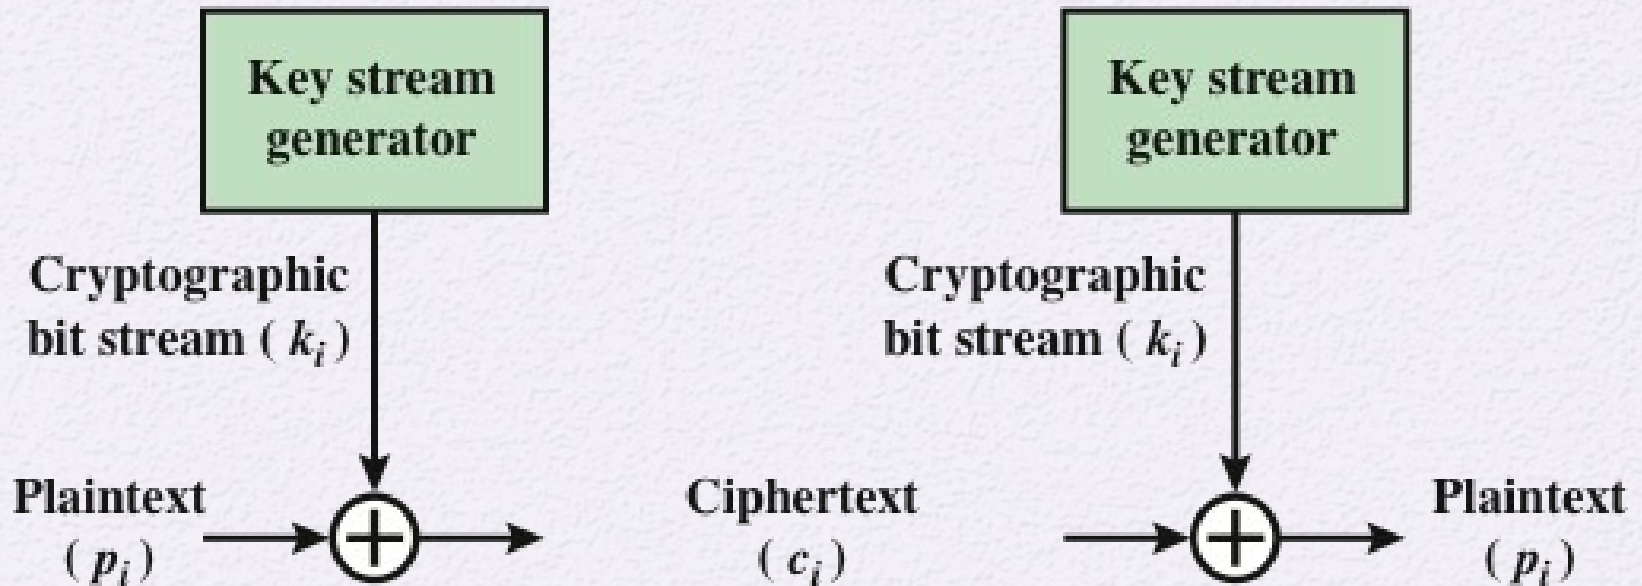 Key stream
generator
Key stream
generator
Cryptographic
bit stream ( kᵢ )
Cryptographic
bit stream ( kᵢ )
Plaintext
( pᵢ )
Ciphertext
( cᵢ )
Plaintext
( pᵢ )